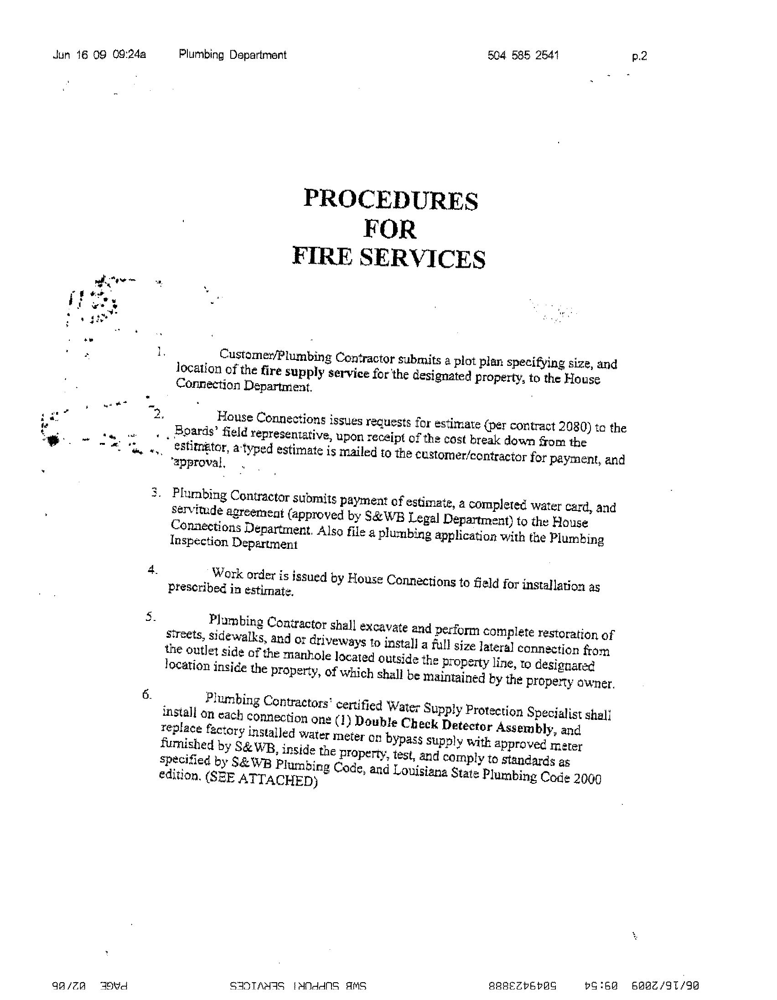 Jun 16 09 09:24a Plumbing Department 504 585 2541 p.2
PROCEDURES
FOR
FIRE SERVICES
1. Customer/Plumbing Contractor submits a plot plan specifying size, and
location of the fire supply service for the designated property, to the House
Connection Department.
2. House Connections issues requests for estimate (per contract 2080) to the
Boards' field representative, upon receipt of the cost break down from the
estimator, a typed estimate is mailed to the customer/contractor for payment, and
approval.
3. Plumbing Contractor submits payment of estimate, a completed water card, and
servitude agreement (approved by S&WB Legal Department) to the House
Connections Department. Also file a plumbing application with the Plumbing
Inspection Department
4. Work order is issued by House Connections to field for installation as
prescribed in estimate.
5. Plumbing Contractor shall excavate and perform complete restoration of
streets, sidewalks, and or driveways to install a full size lateral connection from
the outlet side of the manhole located outside the property line, to designated
location inside the property, of which shall be maintained by the property owner.
6. Plumbing Contractors' certified Water Supply Protection Specialist shall
install on each connection one (1) Double Check Detector Assembly, and
replace factory installed water meter on bypass supply with approved meter
furnished by S&WB, inside the property, test, and comply to standards as
specified by S&WB Plumbing Code, and Louisiana State Plumbing Code 2000
edition. (SEE ATTACHED)
06/16/2009 09:54 5049423888 SWB SUPPORT SERVICES PAGE 02/06